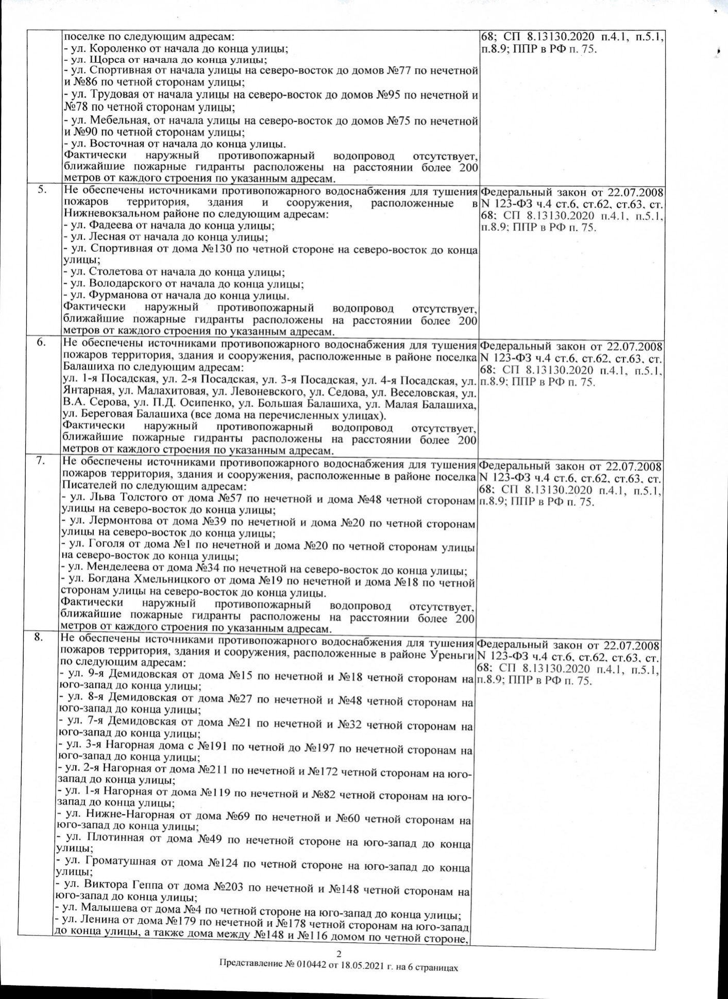 поселке по следующим адресам:
- ул. Короленко от начала до конца улицы;
- ул. Щорса от начала до конца улицы;
- ул. Спортивная от начала улицы на северо-восток до домов №77 по нечетной
и №86 по четной сторонам улицы;
- ул. Трудовая от начала улицы на северо-восток до домов №95 по нечетной и
№78 по четной сторонам улицы;
- ул. Мебельная, от начала улицы на северо-восток до домов №75 по нечетной
и №90 по четной сторонам улицы;
- ул. Восточная от начала до конца улицы.
Фактически наружный противопожарный водопровод отсутствует,
ближайшие пожарные гидранты расположены на расстоянии более 200
метров от каждого строения по указанным адресам.
68; СП 8.13130.2020 п.4.1, п.5.1,
п.8.9; ППР в РФ п. 75.
5.
Не обеспечены источниками противопожарного водоснабжения для тушения
пожаров территория, здания и сооружения, расположенные в
Нижневокзальном районе по следующим адресам:
- ул. Фадеева от начала до конца улицы;
- ул. Лесная от начала до конца улицы;
- ул. Спортивная от дома №130 по четной стороне на северо-восток до конца
улицы;
- ул. Столетова от начала до конца улицы;
- ул. Володарского от начала до конца улицы;
- ул. Фурманова от начала до конца улицы.
Фактически наружный противопожарный водопровод отсутствует,
ближайшие пожарные гидранты расположены на расстоянии более 200
метров от каждого строения по указанным адресам.
Федеральный закон от 22.07.2008
N 123-ФЗ ч.4 ст.6, ст.62, ст.63, ст.
68; СП 8.13130.2020 п.4.1, п.5.1,
п.8.9; ППР в РФ п. 75.
6.
Не обеспечены источниками противопожарного водоснабжения для тушения
пожаров территория, здания и сооружения, расположенные в районе поселка
Балашиха по следующим адресам:
ул. 1-я Посадская, ул. 2-я Посадская, ул. 3-я Посадская, ул. 4-я Посадская, ул.
Янтарная, ул. Малахитовая, ул. Левоневского, ул. Седова, ул. Веселовская, ул.
В.А. Серова, ул. П.Д. Осипенко, ул. Большая Балашиха, ул. Малая Балашиха,
ул. Береговая Балашиха (все дома на перечисленных улицах).
Фактически наружный противопожарный водопровод отсутствует,
ближайшие пожарные гидранты расположены на расстоянии более 200
метров от каждого строения по указанным адресам.
Федеральный закон от 22.07.2008
N 123-ФЗ ч.4 ст.6, ст.62, ст.63, ст.
68; СП 8.13130.2020 п.4.1, п.5.1,
п.8.9; ППР в РФ п. 75.
7.
Не обеспечены источниками противопожарного водоснабжения для тушения
пожаров территория, здания и сооружения, расположенные в районе поселка
Писателей по следующим адресам:
- ул. Льва Толстого от дома №57 по нечетной и дома №48 четной сторонам
улицы на северо-восток до конца улицы;
- ул. Лермонтова от дома №39 по нечетной и дома №20 по четной сторонам
улицы на северо-восток до конца улицы;
- ул. Гоголя от дома №1 по нечетной и дома №20 по четной сторонам улицы
на северо-восток до конца улицы;
- ул. Менделеева от дома №34 по нечетной на северо-восток до конца улицы;
- ул. Богдана Хмельницкого от дома №19 по нечетной и дома №18 по четной
сторонам улицы на северо-восток до конца улицы.
Фактически наружный противопожарный водопровод отсутствует,
ближайшие пожарные гидранты расположены на расстоянии более 200
метров от каждого строения по указанным адресам.
Федеральный закон от 22.07.2008
N 123-ФЗ ч.4 ст.6, ст.62, ст.63, ст.
68; СП 8.13130.2020 п.4.1, п.5.1,
п.8.9; ППР в РФ п. 75.
8.
Не обеспечены источниками противопожарного водоснабжения для тушения
пожаров территория, здания и сооружения, расположенные в районе Уреньги
по следующим адресам:
- ул. 9-я Демидовская от дома №15 по нечетной и №18 четной сторонам на
юго-запад до конца улицы;
- ул. 8-я Демидовская от дома №27 по нечетной и №48 четной сторонам на
юго-запад до конца улицы;
- ул. 7-я Демидовская от дома №21 по нечетной и №32 четной сторонам на
юго-запад до конца улицы;
- ул. 3-я Нагорная дома с №191 по четной до №197 по нечетной сторонам на
юго-запад до конца улицы;
- ул. 2-я Нагорная от дома №211 по нечетной и №172 четной сторонам на юго-
запад до конца улицы;
- ул. 1-я Нагорная от дома №119 по нечетной и №82 четной сторонам на юго-
запад до конца улицы;
- ул. Нижне-Нагорная от дома №69 по нечетной и №60 четной сторонам на
юго-запад до конца улицы;
- ул. Плотинная от дома №49 по нечетной стороне на юго-запад до конца
улицы;
- ул. Громатушная от дома №124 по четной стороне на юго-запад до конца
улицы;
- ул. Виктора Геппа от дома №203 по нечетной и №148 четной сторонам на
юго-запад до конца улицы;
- ул. Малышева от дома №4 по четной стороне на юго-запад до конца улицы;
- ул. Ленина от дома №179 по нечетной и №178 четной сторонам на юго-запад
до конца улицы, а также дома между №148 и №116 домом по четной стороне,
Федеральный закон от 22.07.2008
N 123-ФЗ ч.4 ст.6, ст.62, ст.63, ст.
68; СП 8.13130.2020 п.4.1, п.5.1,
п.8.9; ППР в РФ п. 75.
2
Представление № 010442 от 18.05.2021 г. на 6 страницах